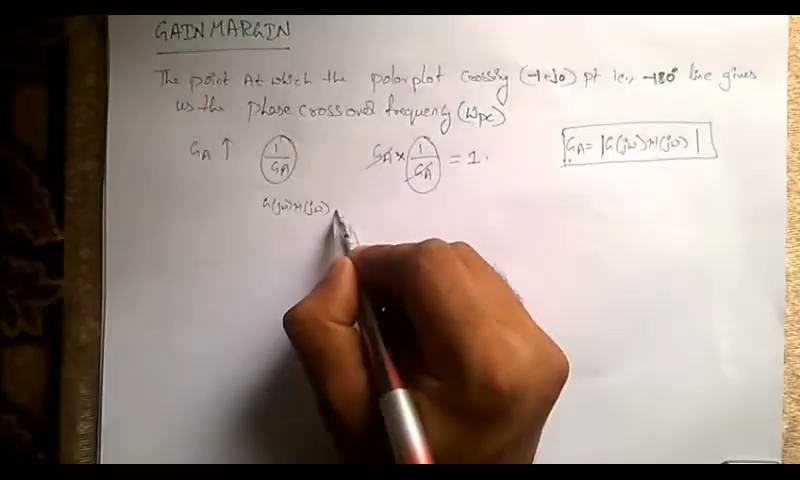 GAIN MARGIN
The point At which the polarplot crossing (-1+j0) pt ie., -180° line gives
us the phase cross over frequency (ωpc)
GA ↑ 1/GA GA × 1/GA = 1. GA = |G(jω)H(jω)|
G(jω)H(jω)